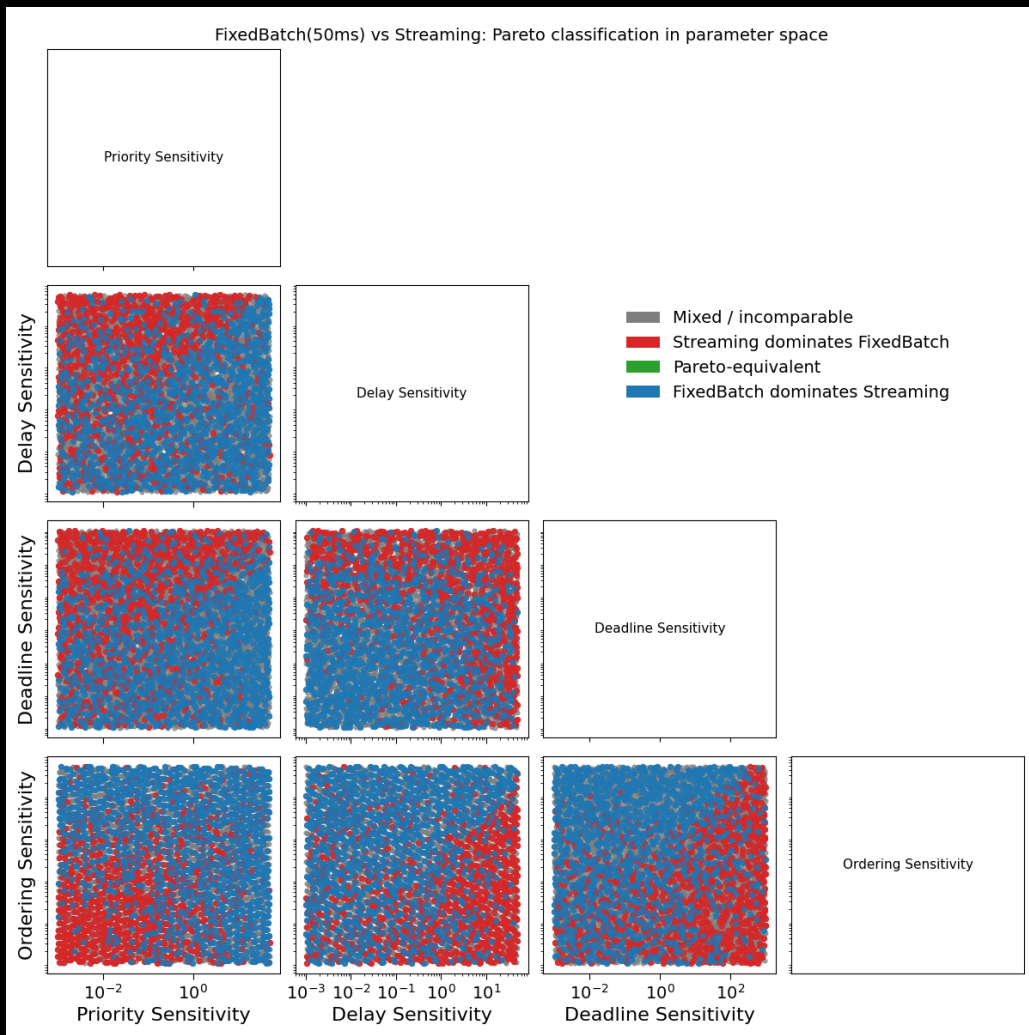 FixedBatch(50ms) vs Streaming: Pareto classification in parameter space
Priority Sensitivity
Delay Sensitivity
Delay Sensitivity
Mixed / incomparable
Streaming dominates FixedBatch
Pareto-equivalent
FixedBatch dominates Streaming
Deadline Sensitivity
Deadline Sensitivity
Ordering Sensitivity
Ordering Sensitivity
10⁻² 10⁰
10⁻³ 10⁻² 10⁻¹ 10⁰ 10¹
10⁻² 10⁰ 10²
Priority Sensitivity
Delay Sensitivity
Deadline Sensitivity